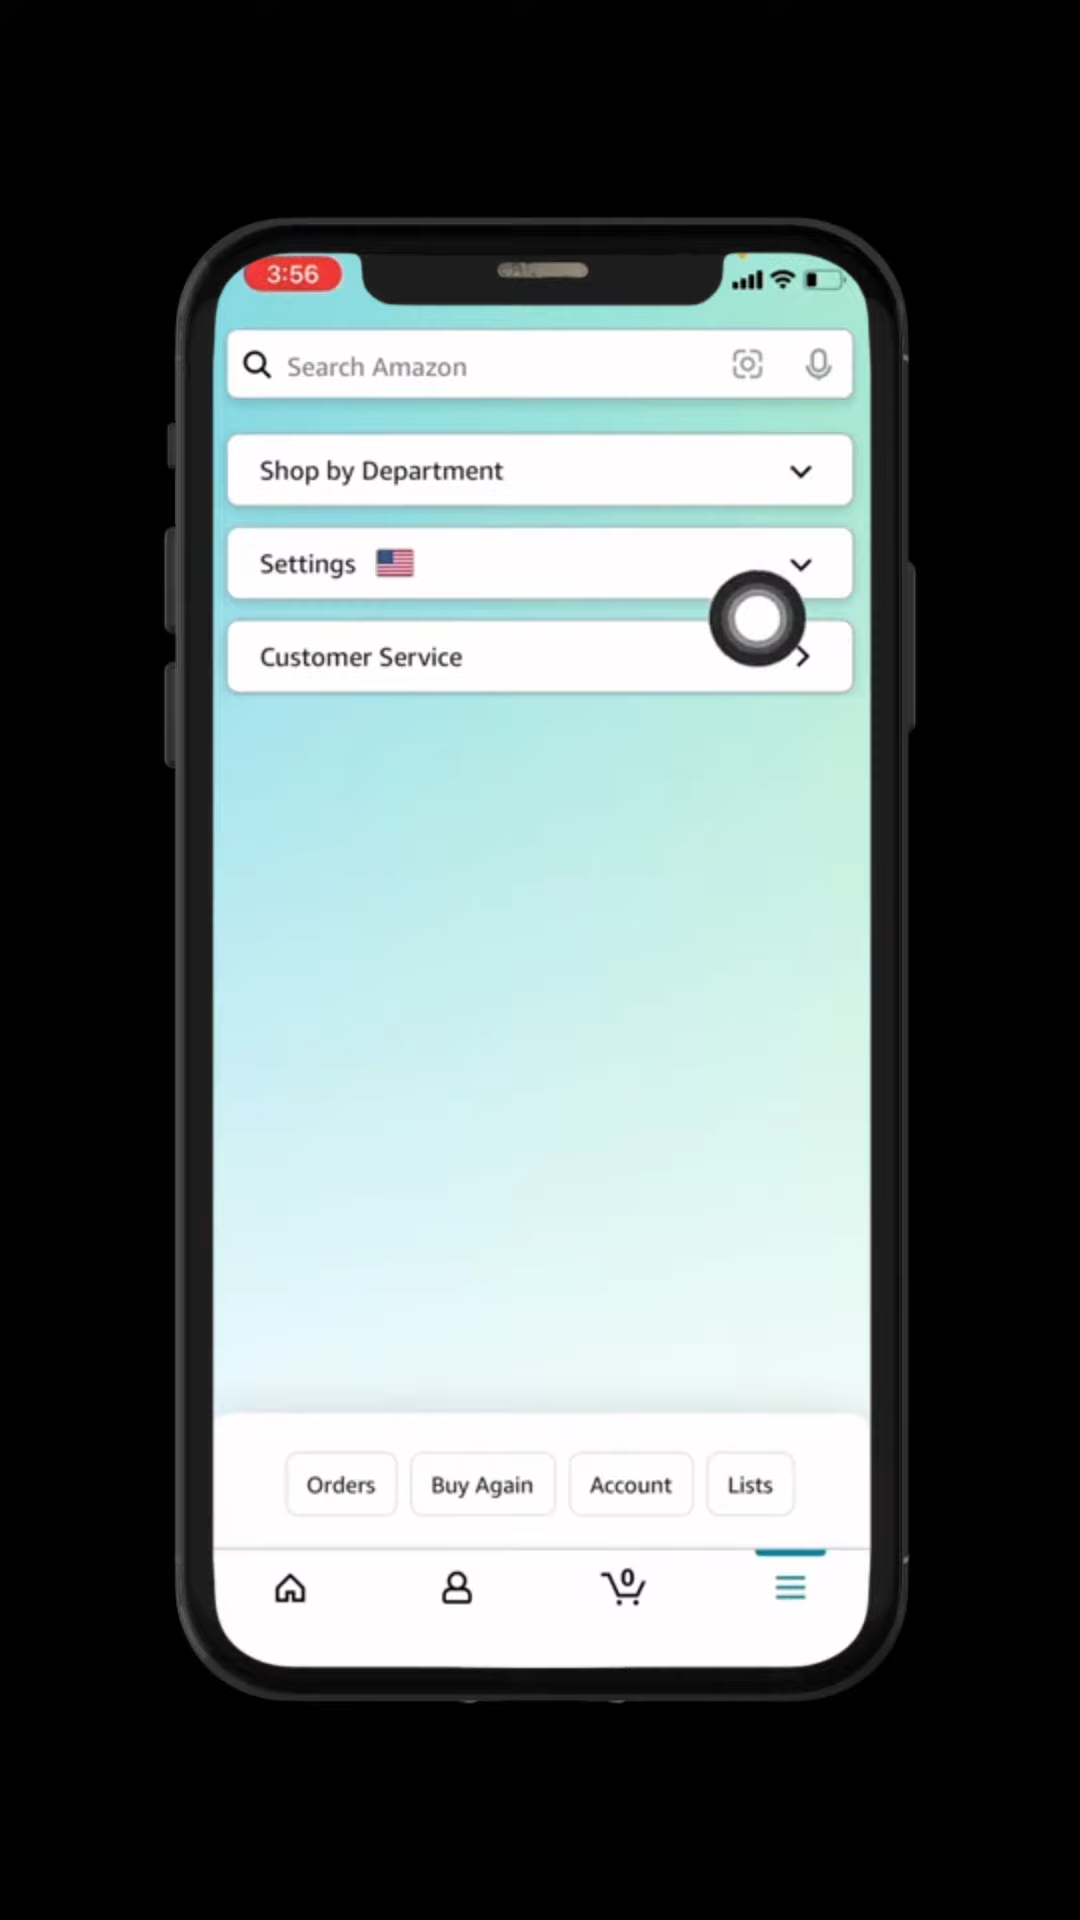 3:56
Search Amazon
Shop by Department
Settings
Customer Service
Orders
Buy Again
Account
Lists
0